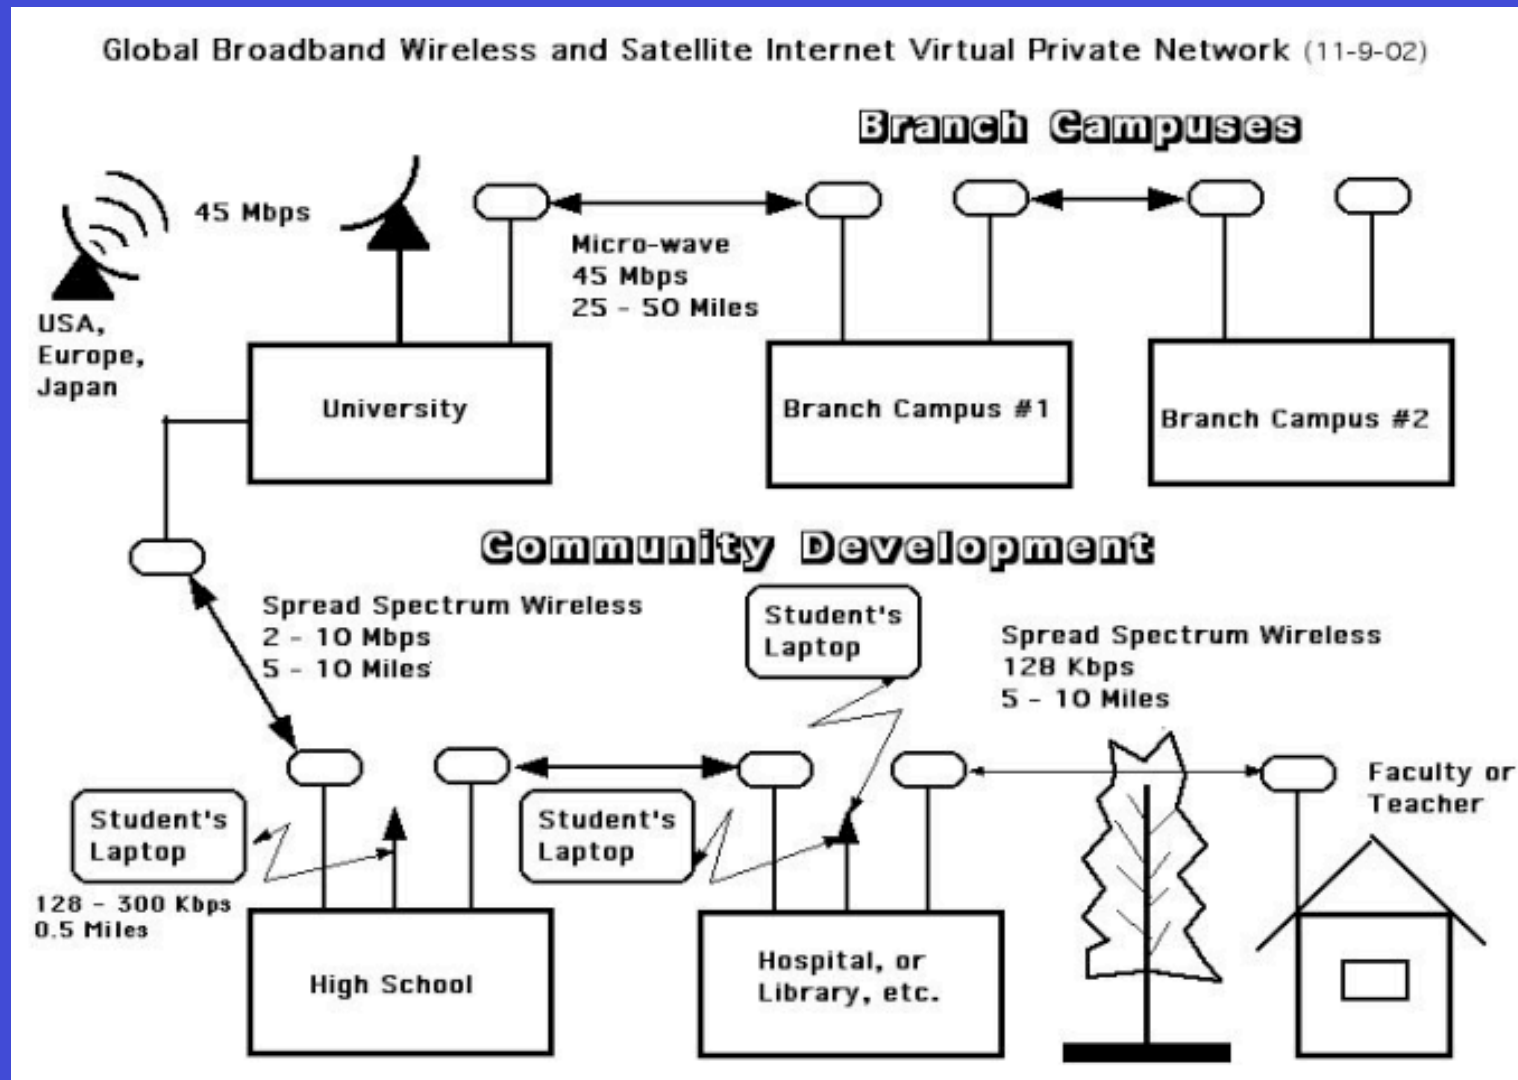 Global Broadband Wireless and Satellite Internet Virtual Private Network (11-9-02)
Branch Campuses
45 Mbps
Micro-wave
45 Mbps
25 - 50 Miles
USA,
Europe,
Japan
University
Branch Campus #1
Branch Campus #2
Community Development
Spread Spectrum Wireless
2 - 10 Mbps
5 - 10 Miles
Student's
Laptop
Spread Spectrum Wireless
128 Kbps
5 - 10 Miles
Faculty or
Teacher
Student's
Laptop
128 - 300 Kbps
0.5 Miles
Student's
Laptop
High School
Hospital, or
Library, etc.